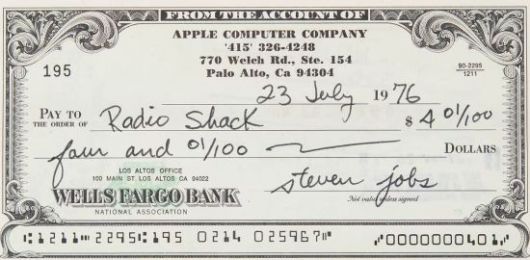 FROM THE ACCOUNT OF
APPLE COMPUTER COMPANY
'415' 326-4248
770 Welch Rd., Ste. 154
Palo Alto, Ca 94304
195
90-2295
1211
23 July 1976
PAY TO THE ORDER OF Radio Shack $ 4 01/100
four and 01/100 DOLLARS
LOS ALTOS OFFICE
100 MAIN ST. LOS ALTOS CA 94022
WELLS FARGO BANK
NATIONAL ASSOCIATION
steven jobs
Not valid unless signed
⑆1211⑉2295⑆195 0214 025967⑈ ⑇0000000401⑇